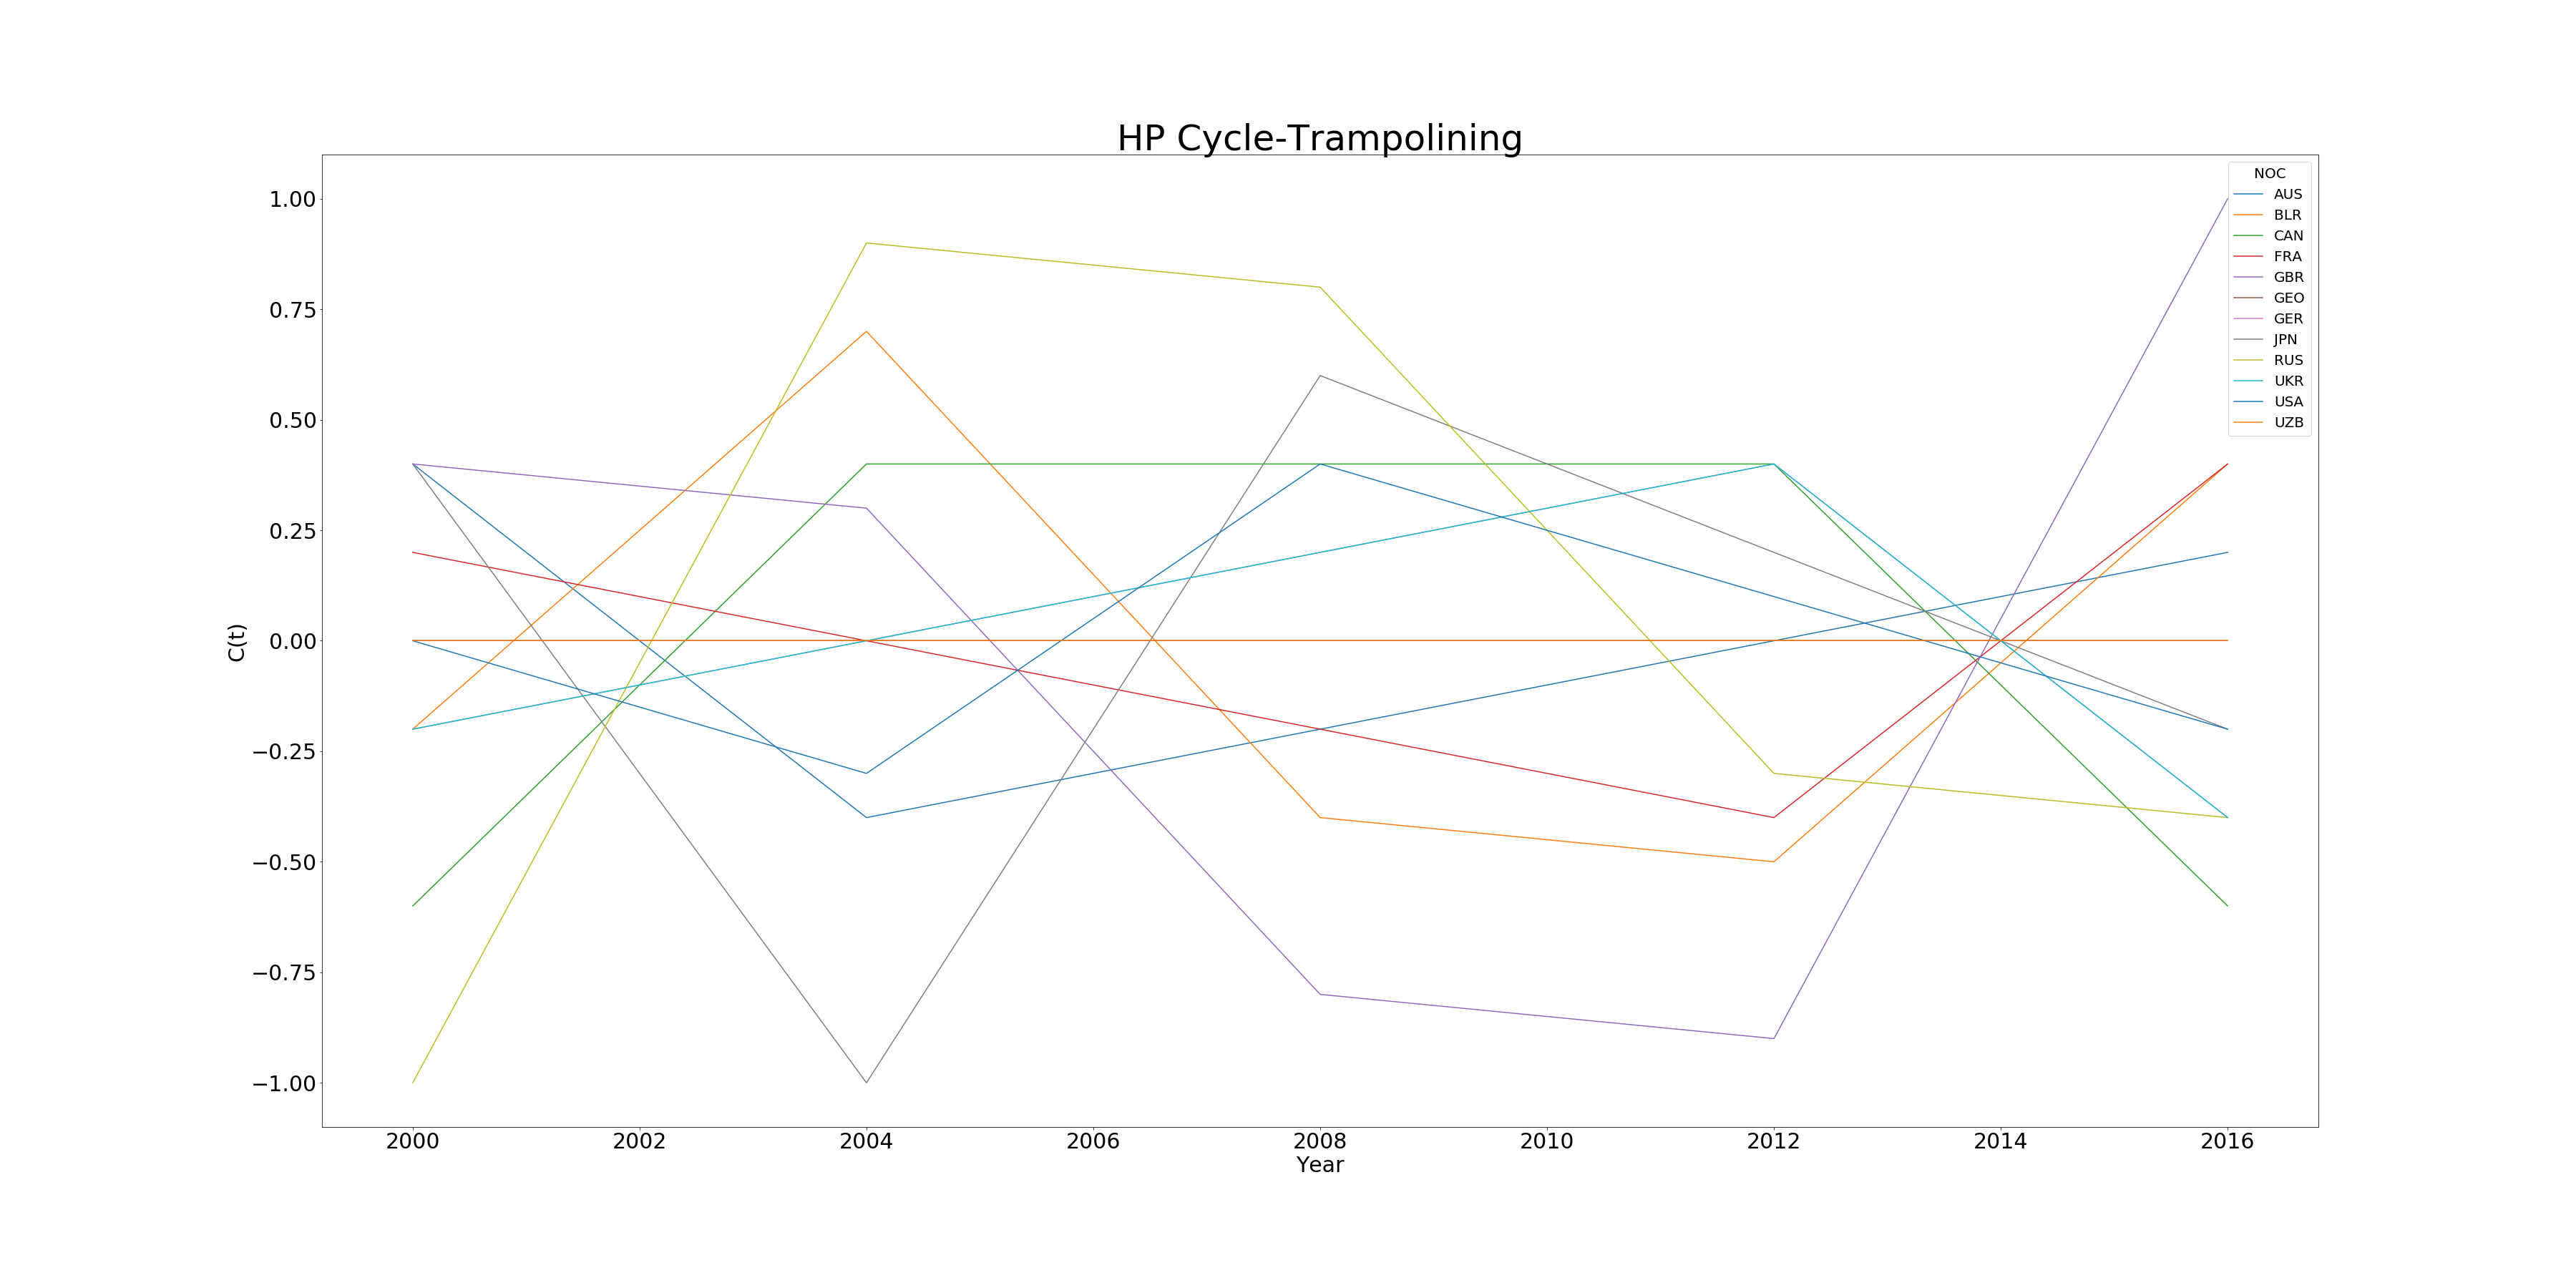 HP Cycle-Trampolining
NOC
AUS
BLR
CAN
FRA
GBR
GEO
GER
JPN
RUS
UKR
USA
UZB
1.00
0.75
0.50
0.25
0.00
−0.25
−0.50
−0.75
−1.00
C(t)
2000 2002 2004 2006 2008 2010 2012 2014 2016
Year